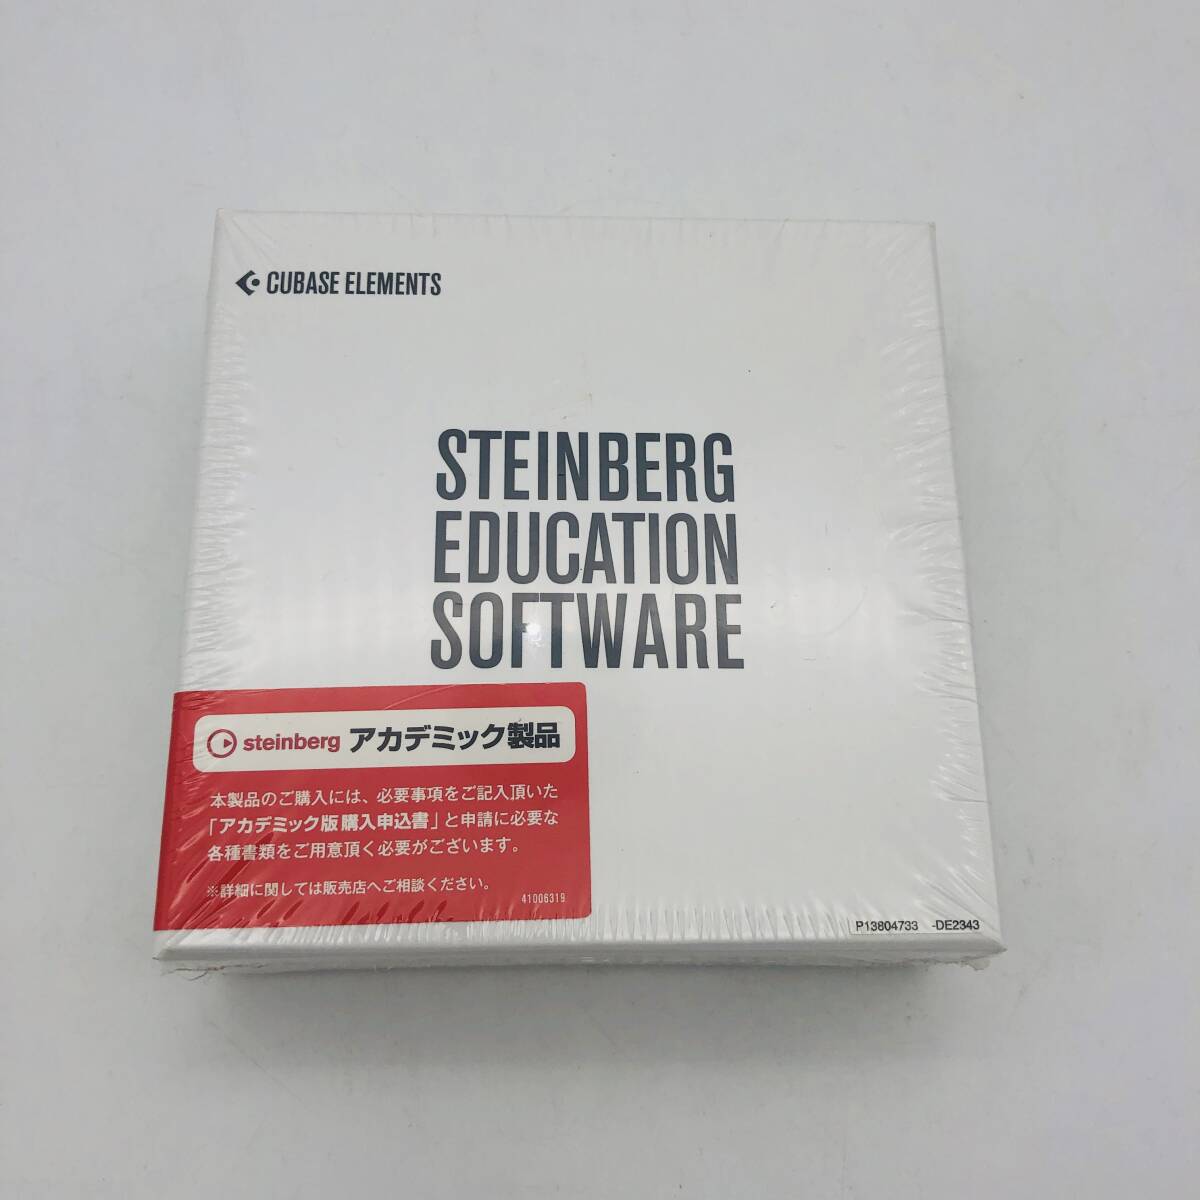 CUBASE ELEMENTS
STEINBERG
EDUCATION
SOFTWARE
steinberg アカデミック製品
本製品のご購入には、必要事項をご記入頂いた
「アカデミック版購入申込書」と申請に必要な
各種書類をご用意頂く必要がございます。
※詳細に関しては販売店へご相談ください。
41006319
P13804733 -DE2343